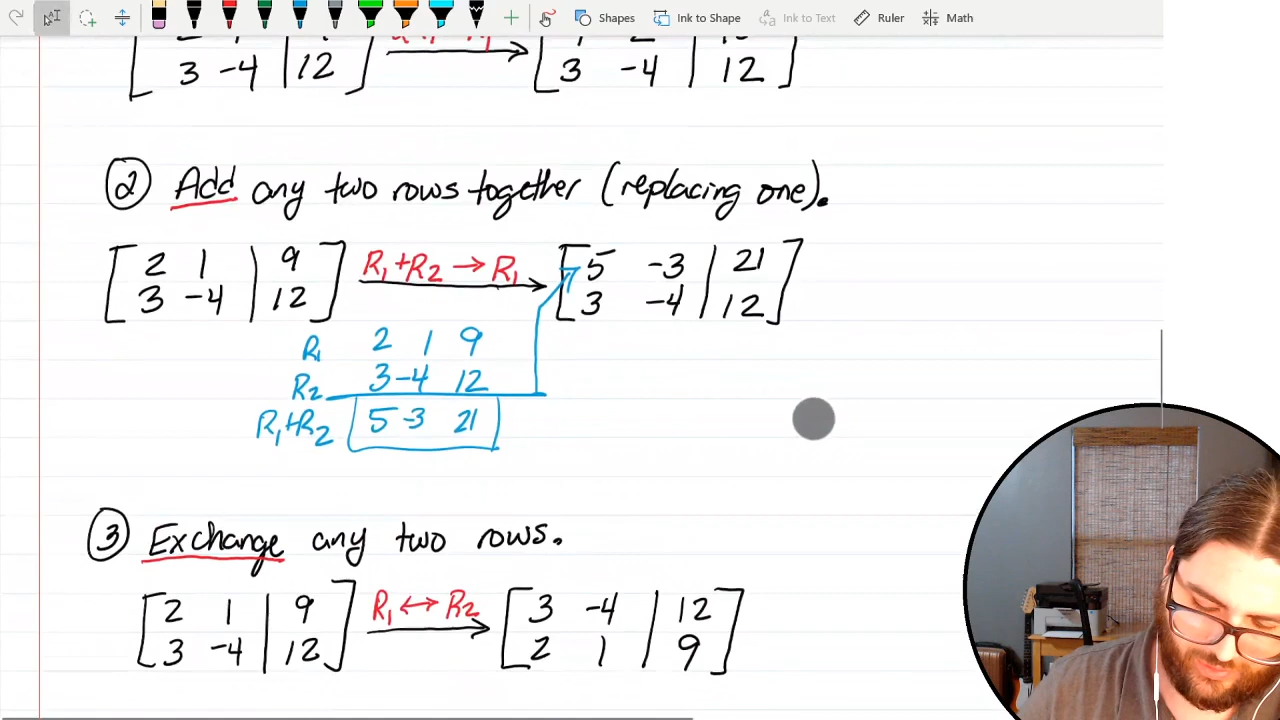 Shapes Ink to Shape Ink to Text Ruler Math
3 -4 | 12 3 -4 | 12
② Add any two rows together (replacing one).
[2 1 | 9 R₁+R₂ → R₁ [5 -3 | 21
3 -4 | 12] 3 -4 | 12]
R₁ 2 1 9
R₂ 3 -4 12
R₁+R₂ 5 -3 21
③ Exchange any two rows.
[2 1 | 9 R₁ ↔ R₂ [3 -4 | 12
3 -4 | 12] 2 1 | 9]